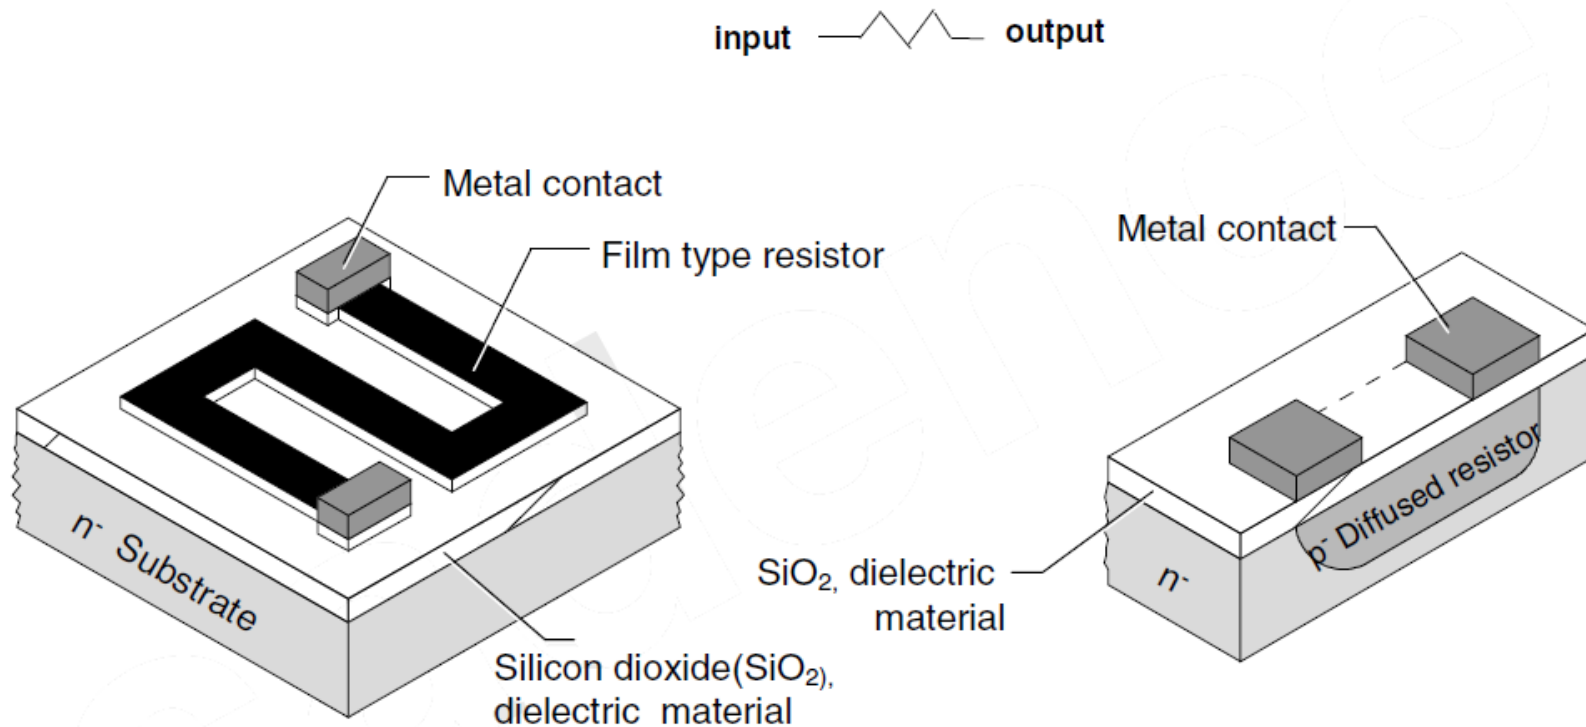 input
output
Metal contact
Film type resistor
n⁻ Substrate
Silicon dioxide(SiO₂),
dielectric material
Metal contact
p⁻ Diffused resistor
SiO₂, dielectric
material
n⁻